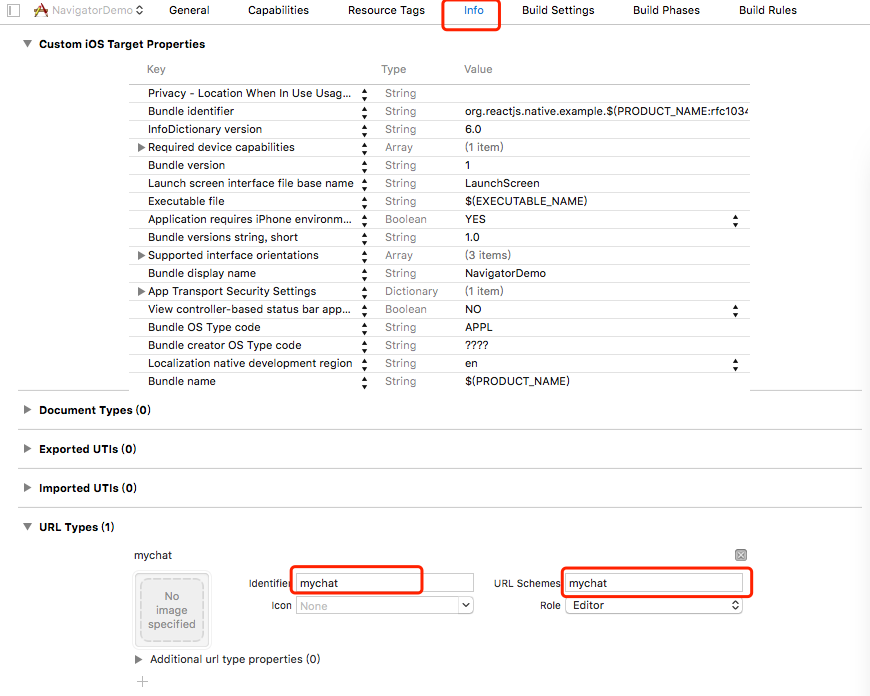 NavigatorDemo General Capabilities Resource Tags Info Build Settings Build Phases Build Rules
Custom iOS Target Properties
Key Type Value
Privacy - Location When In Use Usag... String
Bundle identifier String org.reactjs.native.example.$(PRODUCT_NAME:rfc1034
InfoDictionary version String 6.0
Required device capabilities Array (1 item)
Bundle version String 1
Launch screen interface file base name String LaunchScreen
Executable file String $(EXECUTABLE_NAME)
Application requires iPhone environm... Boolean YES
Bundle versions string, short String 1.0
Supported interface orientations Array (3 items)
Bundle display name String NavigatorDemo
App Transport Security Settings Dictionary (1 item)
View controller-based status bar app... Boolean NO
Bundle OS Type code String APPL
Bundle creator OS Type code String ????
Localization native development region String en
Bundle name String $(PRODUCT_NAME)
Document Types (0)
Exported UTIs (0)
Imported UTIs (0)
URL Types (1)
mychat
No
image
specified
Identifier mychat URL Schemes mychat
Icon None Role Editor
Additional url type properties (0)